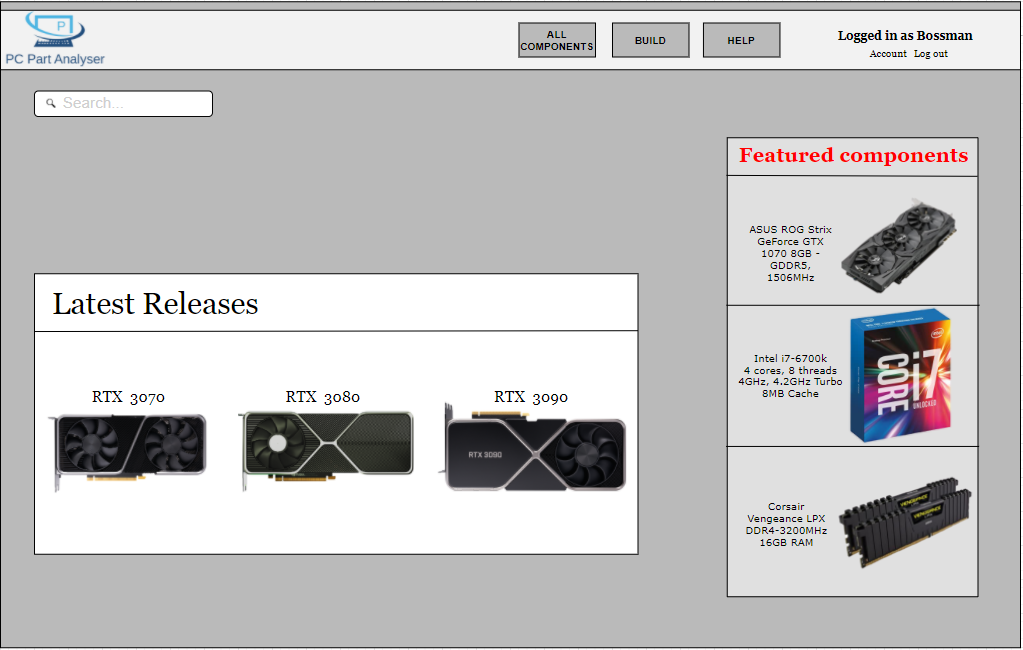 P
PC Part Analyser
ALL
COMPONENTS
BUILD
HELP
Logged in as Bossman
Account Log out
Search...
Featured components
ASUS ROG Strix
GeForce GTX
1070 8GB -
GDDR5,
1506MHz
Intel i7-6700k
4 cores, 8 threads
4GHz, 4.2GHz Turbo
8MB Cache
CORE
i7
UNLOCKED
intel
Corsair
Vengeance LPX
DDR4-3200MHz
16GB RAM
VENGEANCE
VENGEANCE
Latest Releases
RTX 3070
RTX 3080
RTX 3090
RTX 3090